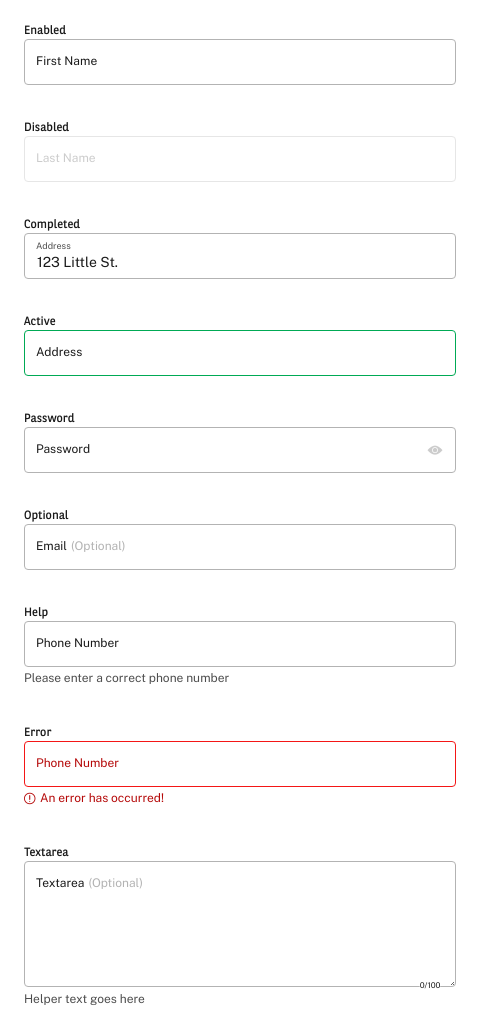 Enabled
First Name
Disabled
Last Name
Completed
Address
123 Little St.
Active
Address
Password
Password
Optional
Email (Optional)
Help
Phone Number
Please enter a correct phone number
Error
Phone Number
An error has occurred!
Textarea
Textarea (Optional)
0/100
Helper text goes here